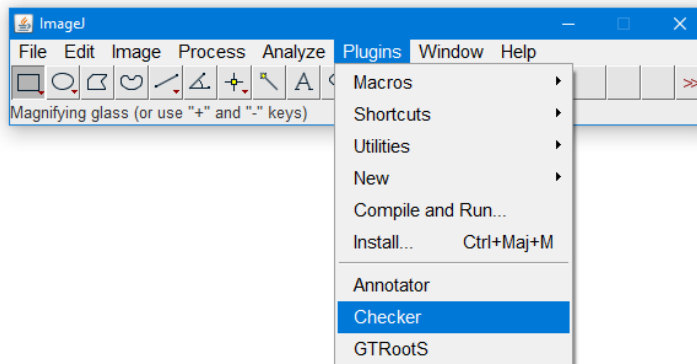 ImageJ
File Edit Image Process Analyze Plugins Window Help
A >>
Magnifying glass (or use "+" and "-" keys)
Macros
Shortcuts
Utilities
New
Compile and Run...
Install... Ctrl+Maj+M
Annotator
Checker
GTRootS